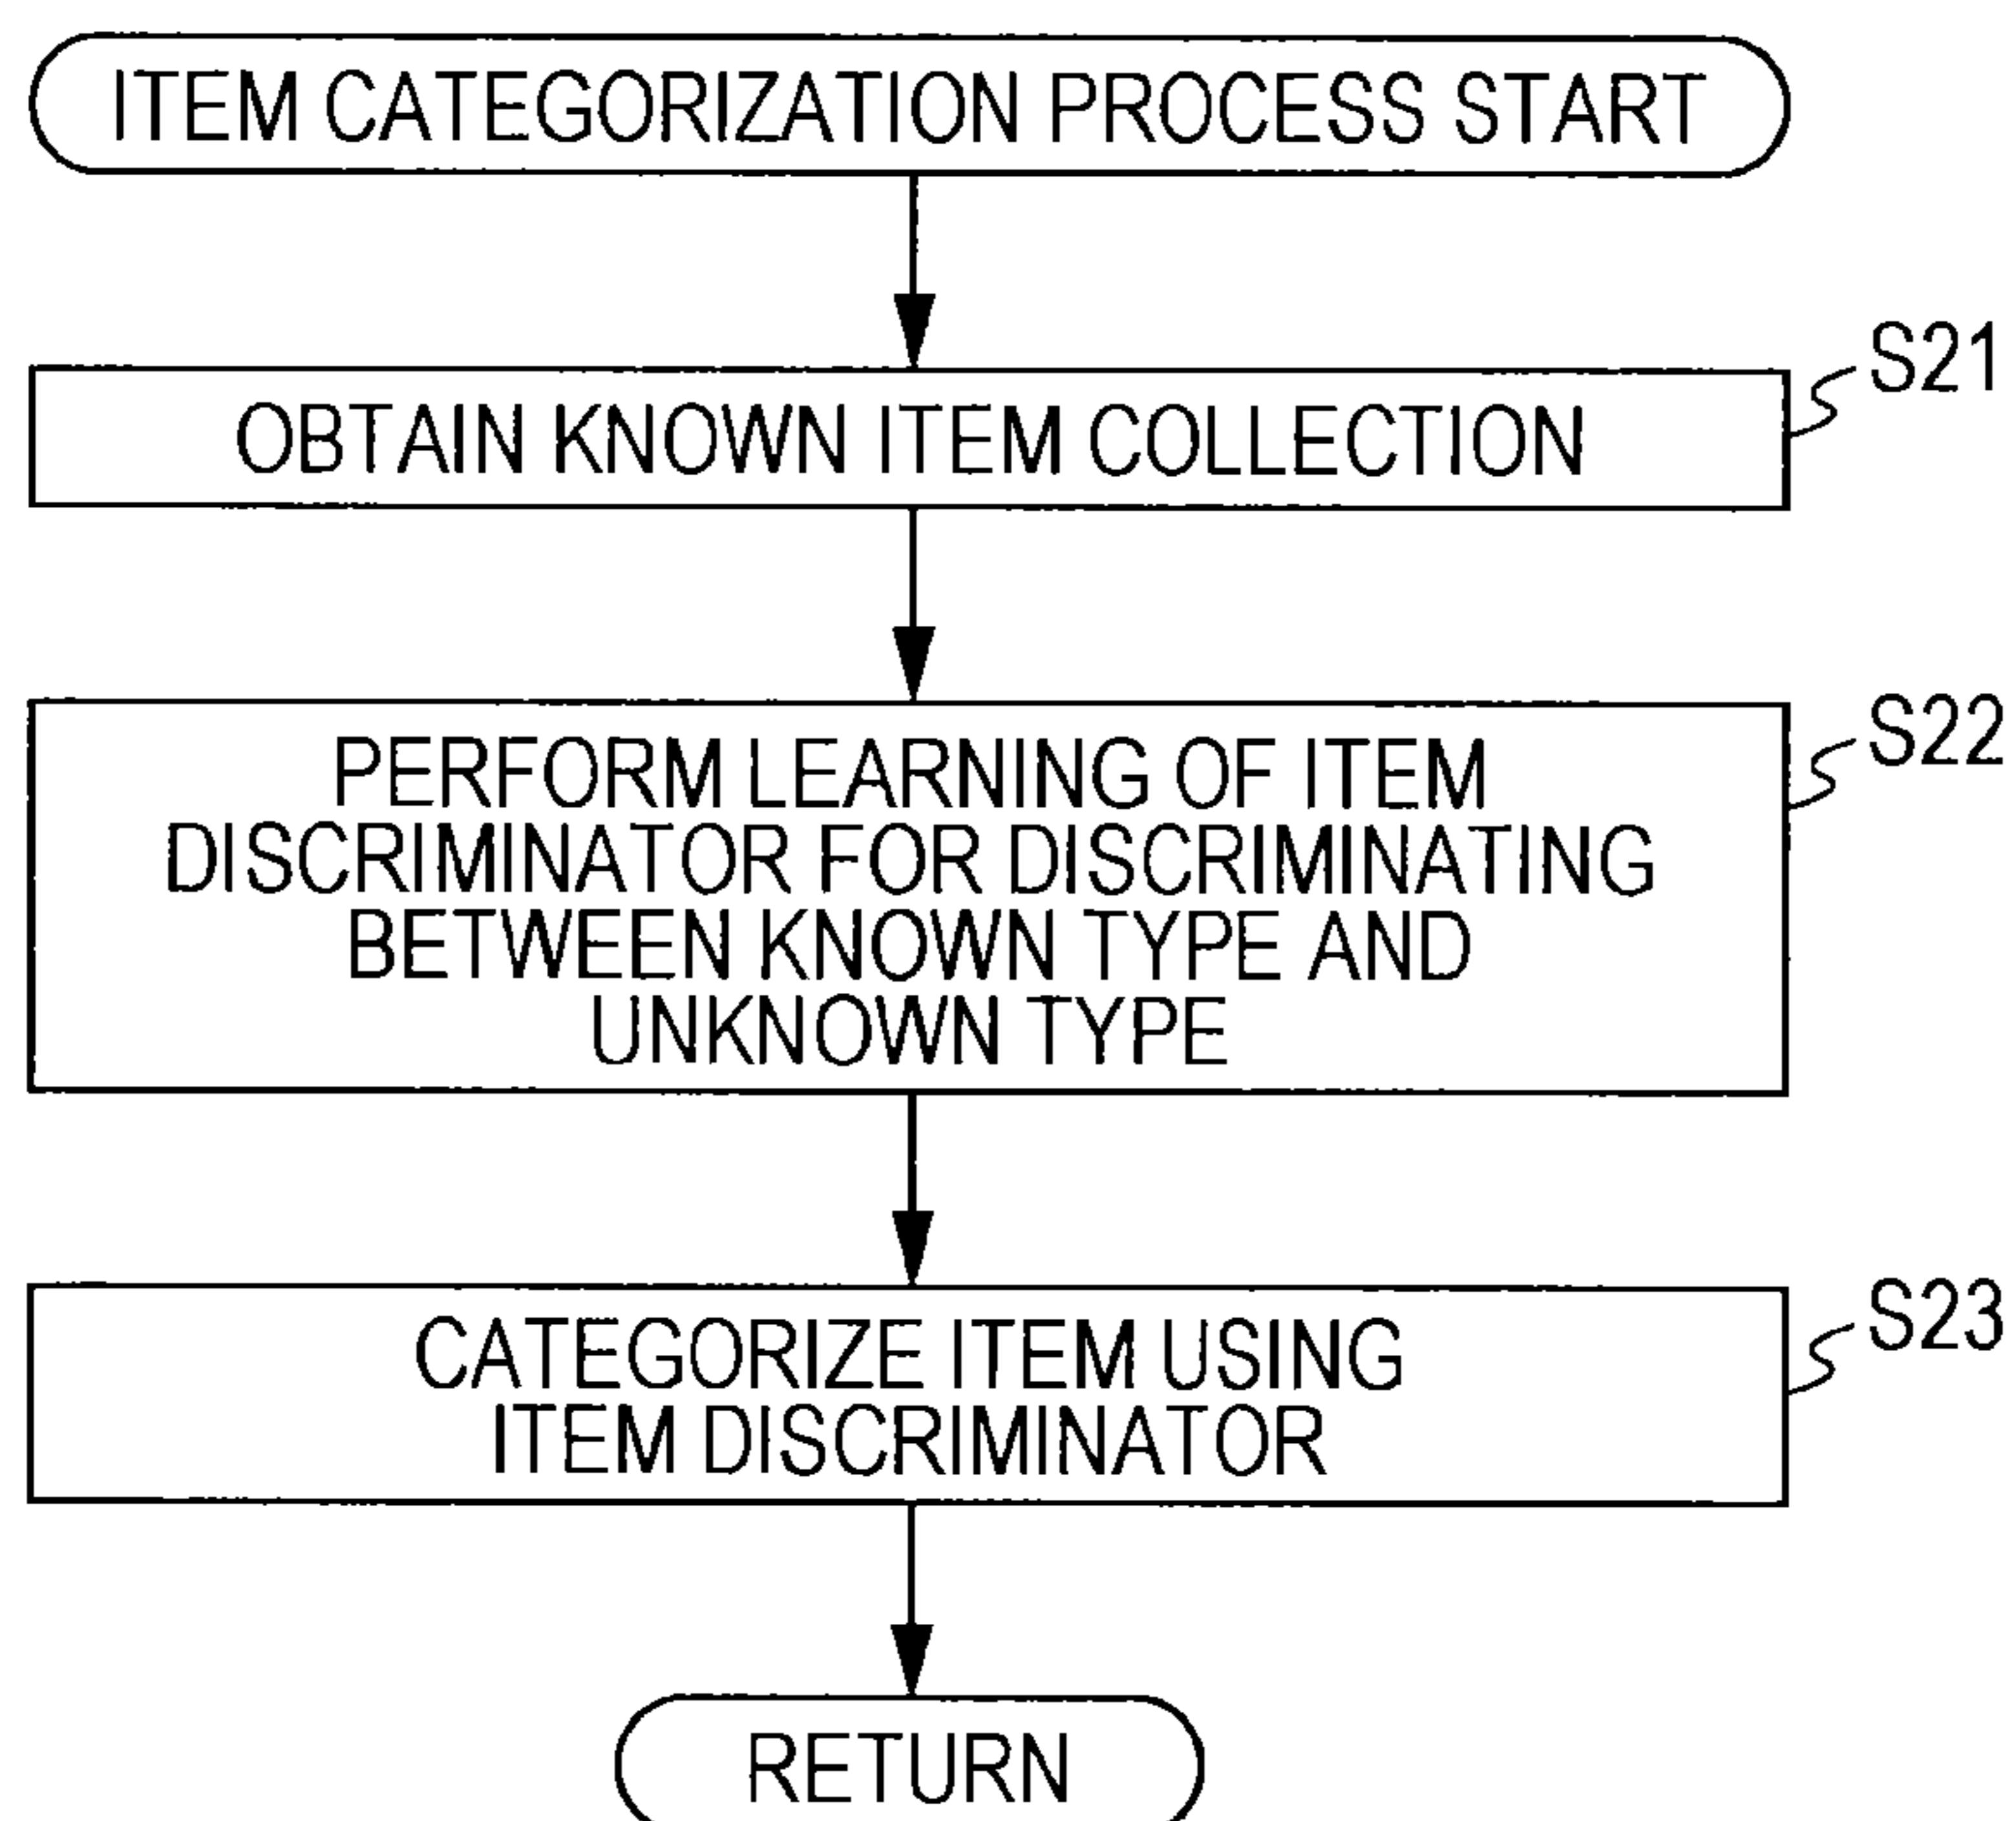 ITEM CATEGORIZATION PROCESS START
S21
OBTAIN KNOWN ITEM COLLECTION
S22
PERFORM LEARNING OF ITEM
DISCRIMINATOR FOR DISCRIMINATING
BETWEEN KNOWN TYPE AND
UNKNOWN TYPE
S23
CATEGORIZE ITEM USING
ITEM DISCRIMINATOR
RETURN